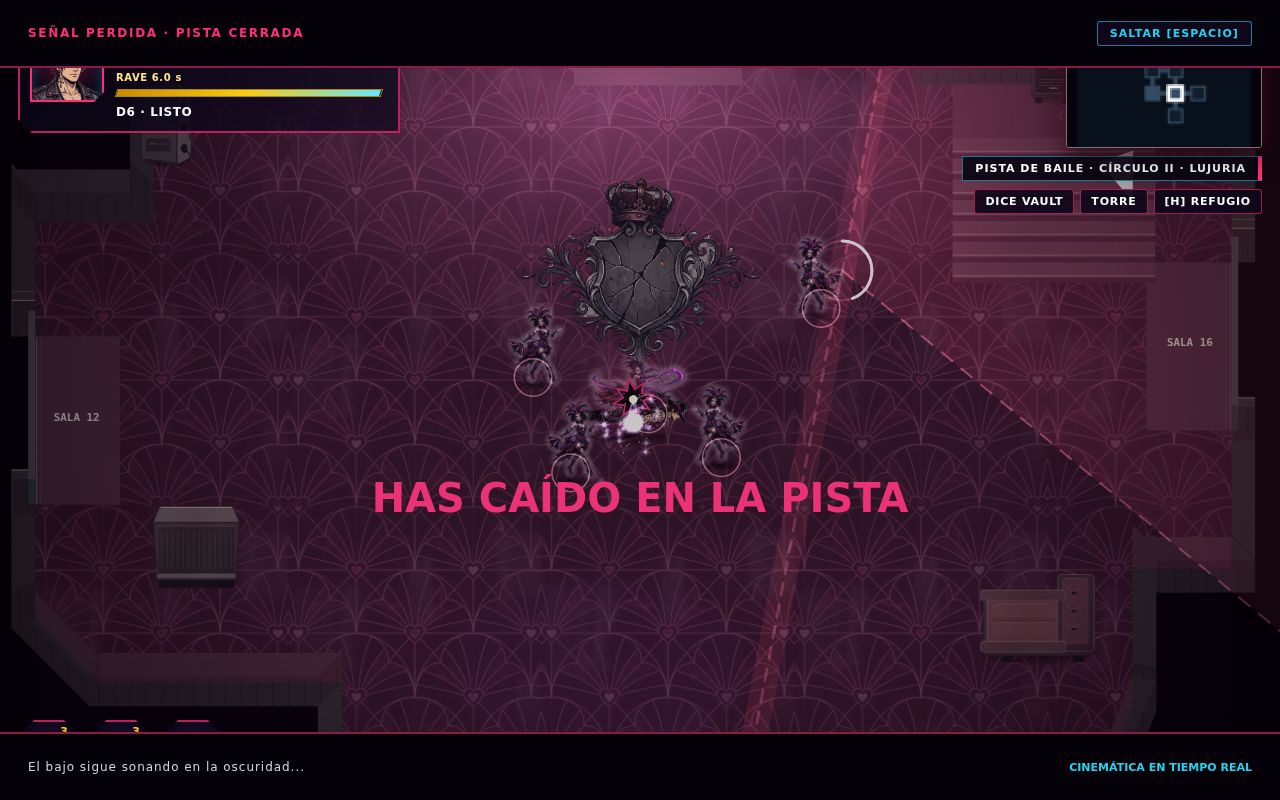 SEÑAL PERDIDA · PISTA CERRADA
SALTAR [ESPACIO]
RAVE 6.0 s
D6 · LISTO
PISTA DE BAILE · CÍRCULO II · LUJURIA
DICE VAULT
TORRE
[H] REFUGIO
SALA 16
SALA 12
HAS CAÍDO EN LA PISTA
3
3
El bajo sigue sonando en la oscuridad...
CINEMÁTICA EN TIEMPO REAL